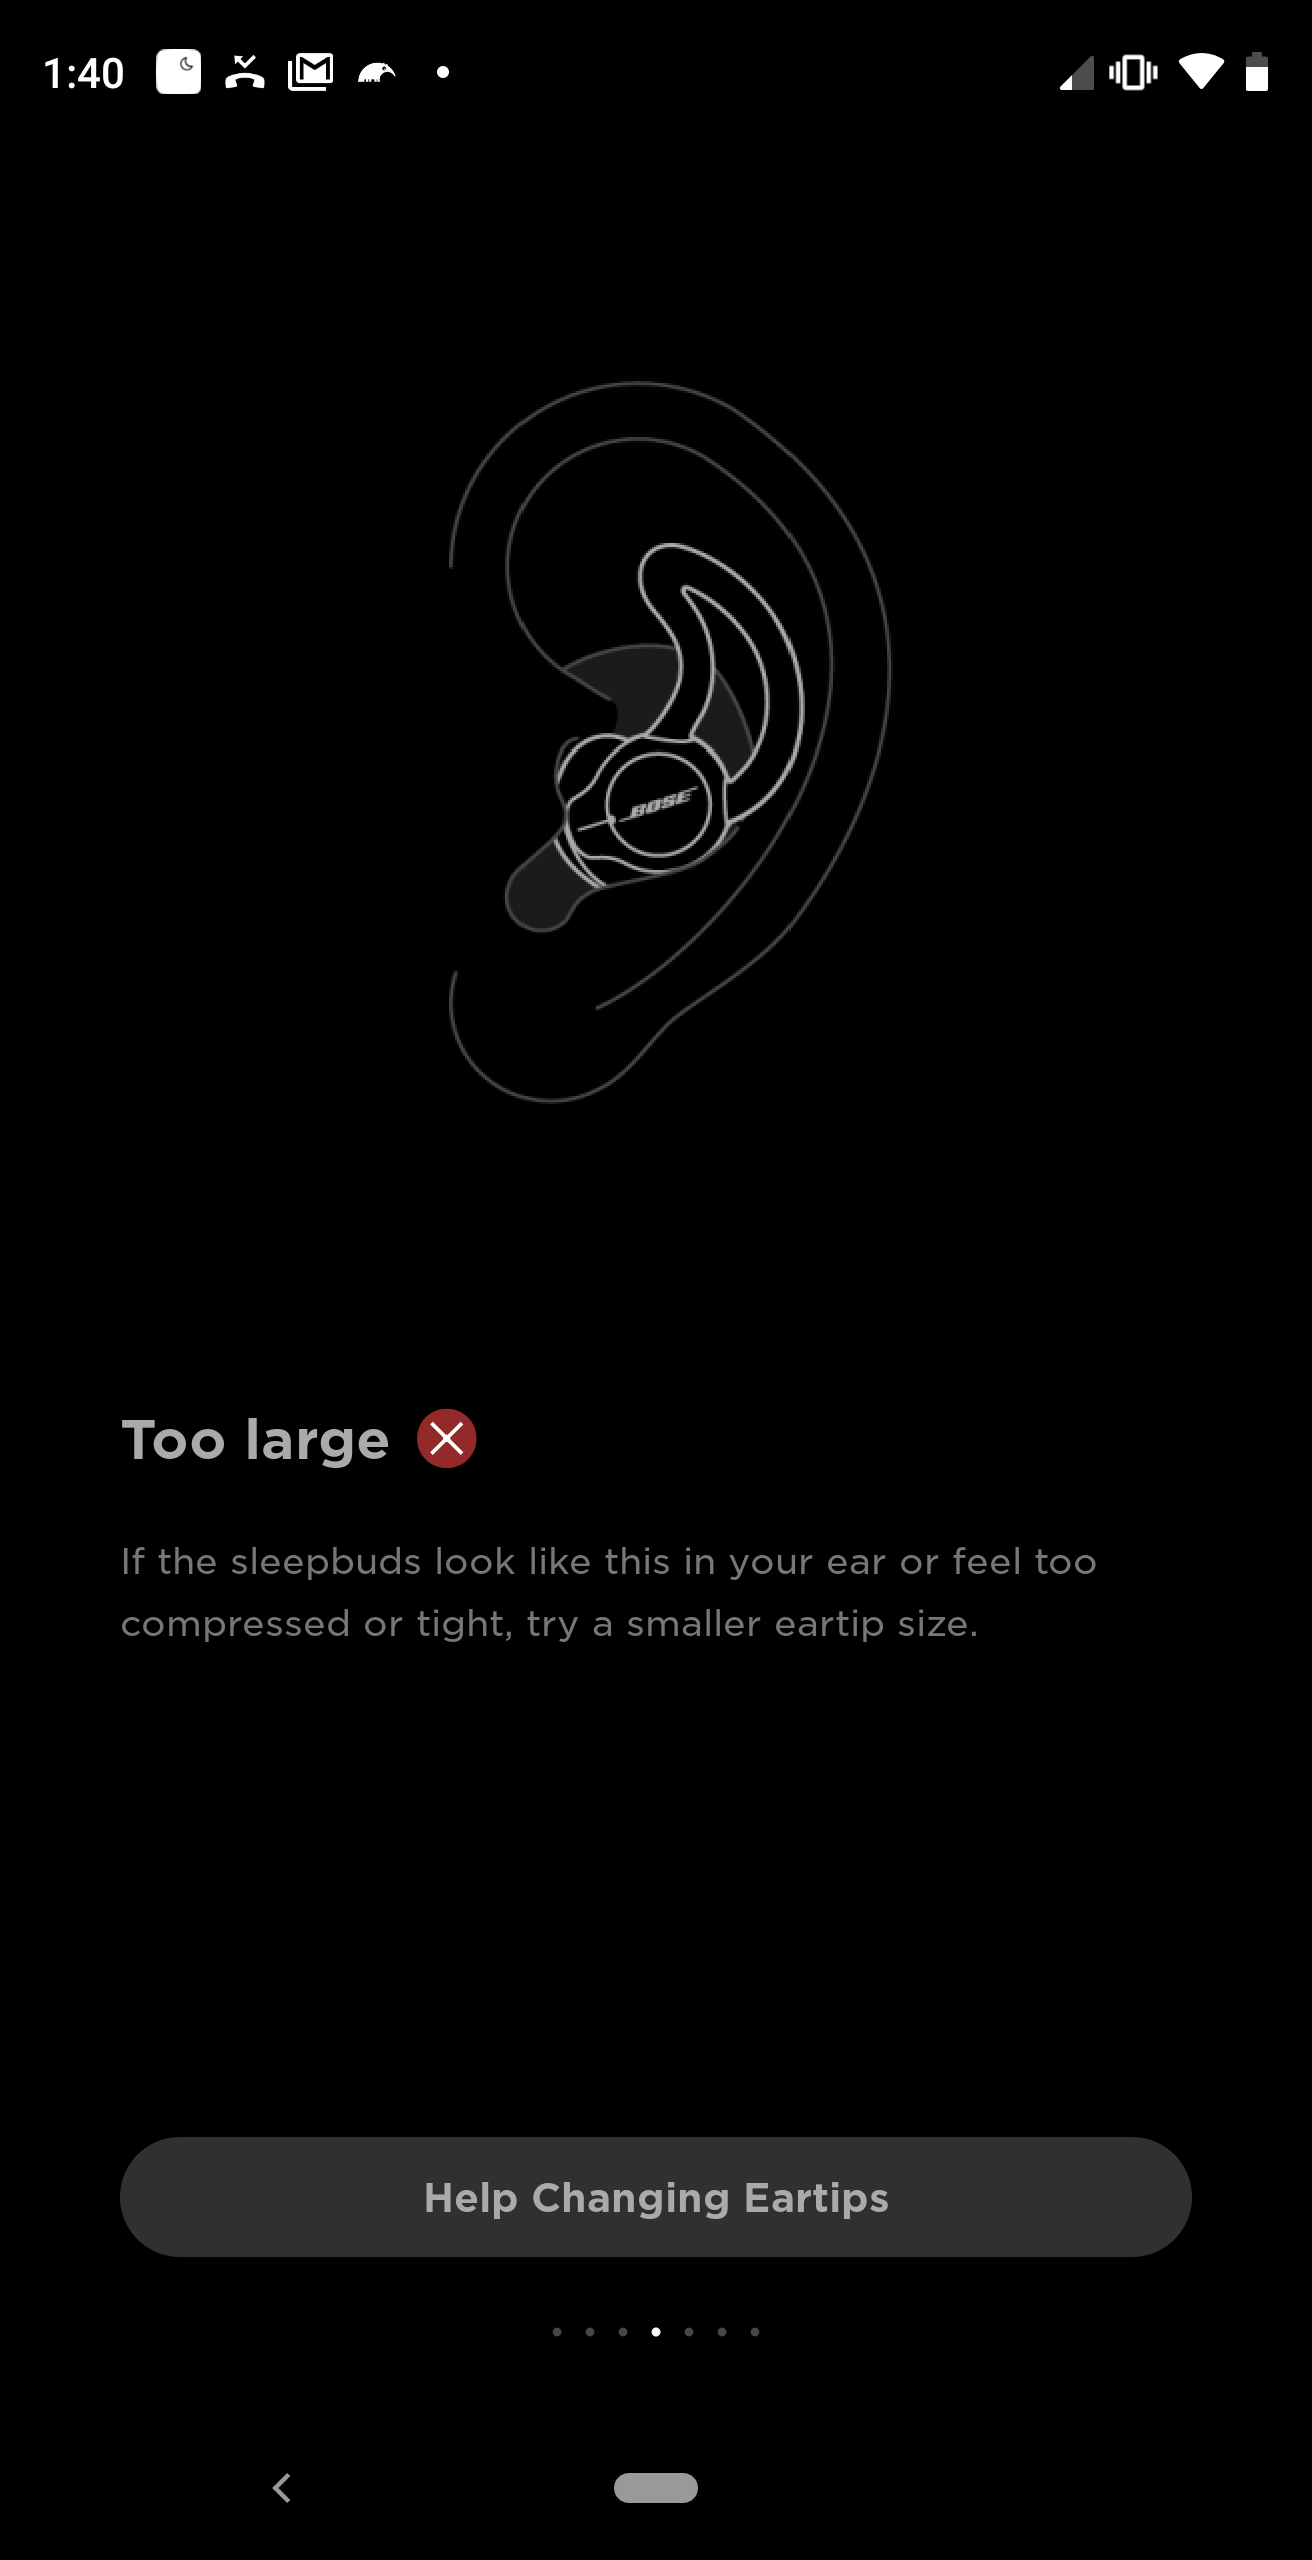 1:40
BOSE
Too large
If the sleepbuds look like this in your ear or feel too
compressed or tight, try a smaller eartip size.
Help Changing Eartips